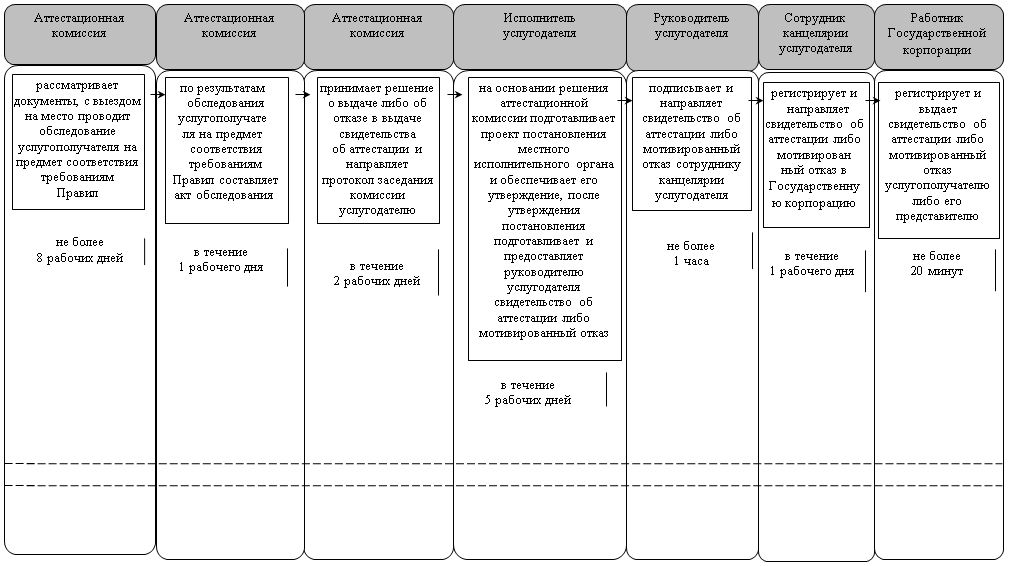 Аттестационная
комиссия
Аттестационная
комиссия
Аттестационная
комиссия
Исполнитель
услугодателя
Руководитель
услугодателя
Сотрудник
канцелярии
услугодателя
Работник
Государственной
корпорации
рассматривает
документы, с выездом
на место проводит
обследование
услугополучателя на
предмет соответствия
требованиям
Правил
не более
8 рабочих дней
по результатам
обследования
услугополучате
ля на предмет
соответствия
требованиям
Правил составляет
акт обследования
в течение
1 рабочего дня
принимает решение
о выдаче либо об
отказе в выдаче
свидетельства
об аттестации и
направляет
протокол заседания
комиссии
услугодателю
в течение
2 рабочих дней
на основании решения
аттестационной
комиссии подготавливает
проект постановления
местного
исполнительного органа
и обеспечивает его
утверждение, после
утверждения
постановления
подготавливает и
предоставляет
руководителю
услугодателя
свидетельство об
аттестации либо
мотивированный отказ
в течение
5 рабочих дней
подписывает и
направляет
свидетельство об
аттестации либо
мотивированный
отказ сотруднику
канцелярии
услугодателя
не более
1 часа
регистрирует и
направляет
свидетельство об
аттестации либо
мотивирован
ный отказ в
Государственну
ю корпорацию
в течение
1 рабочего дня
регистрирует и
выдает
свидетельство об
аттестации либо
мотивированный
отказ
услугополучателю
либо его
представителю
не более
20 минут